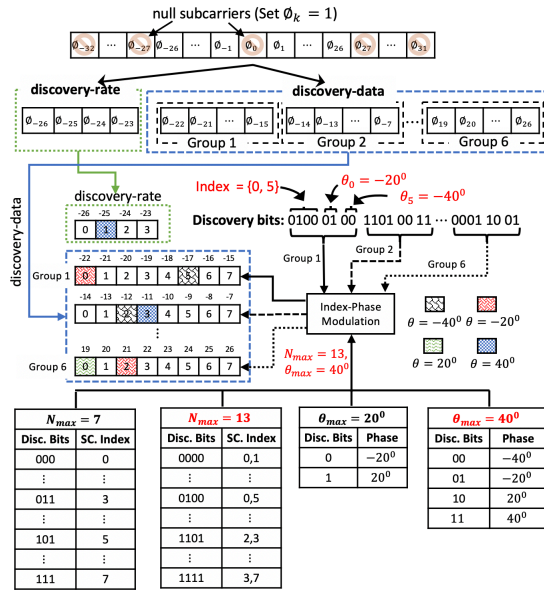 null subcarriers (Set ∅ₖ = 1)
∅₋₃₂ ⋯ ∅₋₂₇ ∅₋₂₆ ⋯ ∅₋₁ ∅₀ ∅₁ ⋯ ∅₂₆ ∅₂₇ ⋯ ∅₃₁
discovery-rate
discovery-data
∅₋₂₆ ∅₋₂₅ ∅₋₂₄ ∅₋₂₃
∅₋₂₂ ∅₋₂₁ ⋯ ∅₋₁₅
∅₋₁₄ ∅₋₁₃ ⋯ ∅₋₇
⋯
∅₁₉ ∅₂₀ ⋯ ∅₂₆
Group 1
Group 2
Group 6
discovery-data
discovery-rate
-26 -25 -24 -23
0 1 2 3
Index = {0, 5}
θ₀ = −20⁰
θ₅ = −40⁰
Discovery bits: 0100 01 00 1101 00 11 ⋯ 0001 10 01
Group 1
Group 2
Group 6
-22 -21 -20 -19 -18 -17 -16 -15
Group 1 0 1 2 3 4 5 6 7
-14 -13 -12 -11 -10 -9 -8 -7
0 1 2 3 4 5 6 7
⋮
19 20 21 22 23 24 25 26
Group 6 0 1 2 3 4 5 6 7
Index-Phase
Modulation
θ = −40⁰
θ = −20⁰
θ = 20⁰
θ = 40⁰
Nₘₐₓ = 13,
θₘₐₓ = 40⁰
Nₘₐₓ = 7
Disc. Bits SC. Index
000 0
⋮ ⋮
011 3
⋮ ⋮
101 5
⋮ ⋮
111 7
Nₘₐₓ = 13
Disc. Bits SC. Index
0000 0,1
⋮ ⋮
0100 0,5
⋮ ⋮
1101 2,3
⋮ ⋮
1111 3,7
θₘₐₓ = 20⁰
Disc. Bits Phase
0 −20⁰
1 20⁰
θₘₐₓ = 40⁰
Disc. Bits Phase
00 −40⁰
01 −20⁰
10 20⁰
11 40⁰